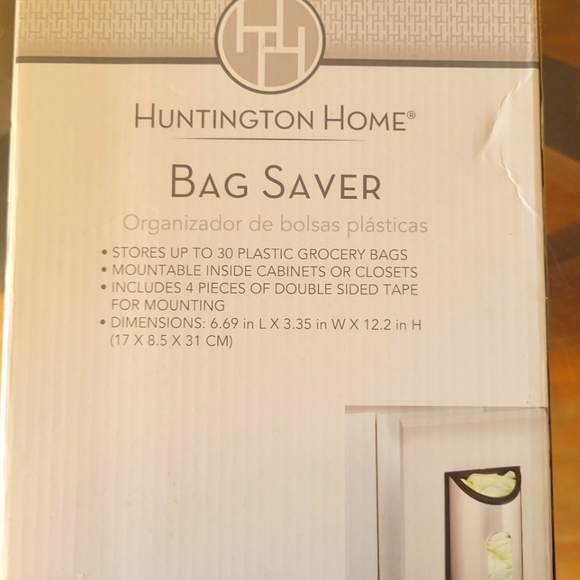 HUNTINGTON HOME®
BAG SAVER
Organizador de bolsas plásticas
• STORES UP TO 30 PLASTIC GROCERY BAGS
• MOUNTABLE INSIDE CABINETS OR CLOSETS
• INCLUDES 4 PIECES OF DOUBLE SIDED TAPE
FOR MOUNTING
• DIMENSIONS: 6.69 in L X 3.35 in W X 12.2 in H
(17 X 8.5 X 31 CM)